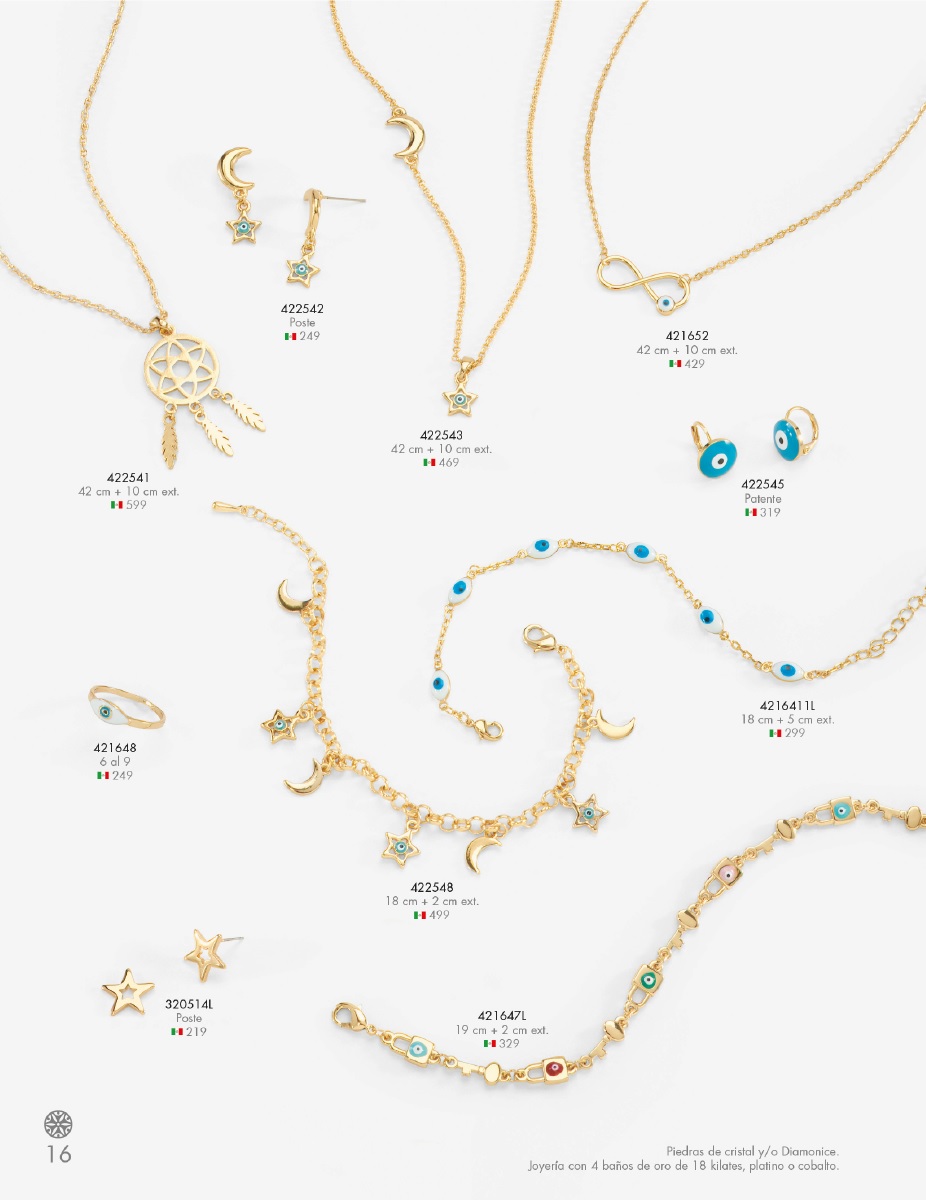 422542
Poste
249
421652
42 cm + 10 cm ext.
429
422543
42 cm + 10 cm ext.
469
422541
42 cm + 10 cm ext.
599
422545
Patente
319
4216411L
18 cm + 5 cm ext.
299
421648
6 al 9
249
422548
18 cm + 2 cm ext.
499
320514L
Poste
219
421647L
19 cm + 2 cm ext.
329
16
Piedras de cristal y/o Diamonice.
Joyería con 4 baños de oro de 18 kilates, platino o cobalto.